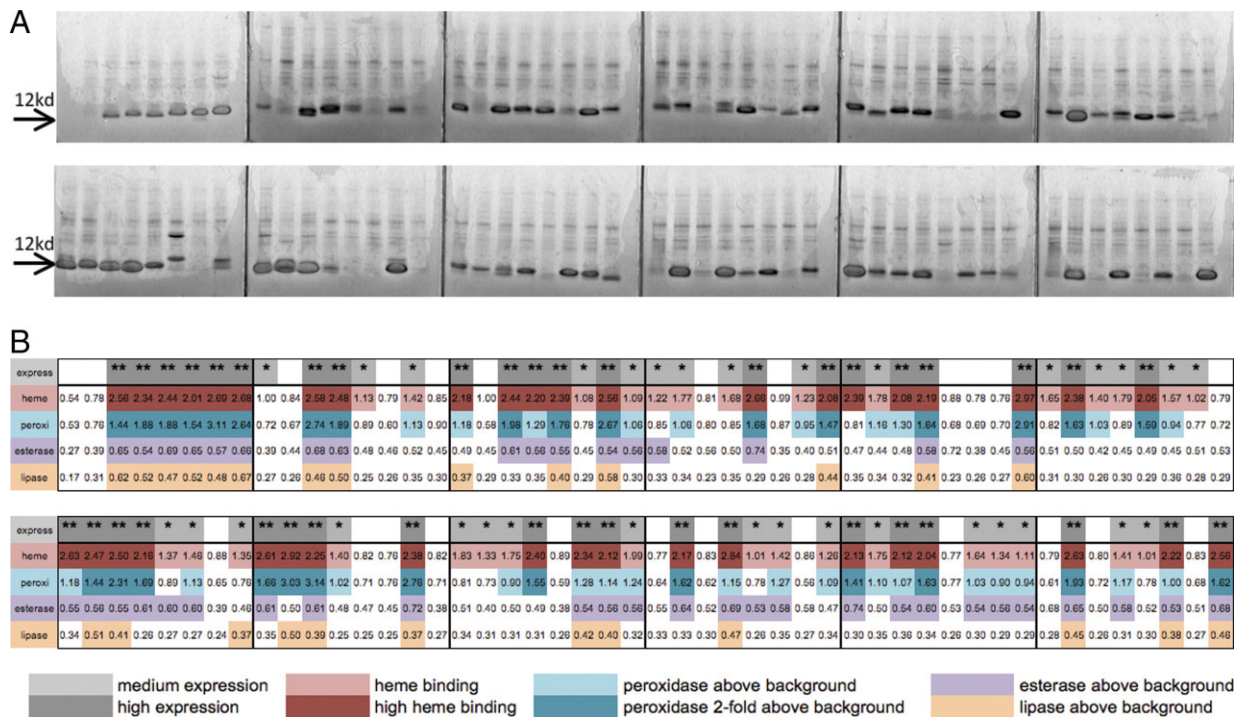 A
12kd
12kd
B
express ** ** ** ** ** ** * ** ** * * ** ** ** ** * ** * * * * ** * ** ** * ** ** ** * ** * * ** * *
heme 0.54 0.78 2.56 2.34 2.44 2.01 2.69 2.68 1.00 0.84 2.58 2.48 1.13 0.79 1.42 0.85 2.18 1.00 2.44 2.20 2.39 1.08 2.56 1.09 1.22 1.77 0.81 1.68 2.66 0.99 1.23 2.08 2.39 1.78 2.08 2.19 0.91 0.88 0.99 2.97 1.65 2.38 1.40 1.79 2.05 1.57 1.02 0.79
peroxi 0.53 0.76 1.44 1.88 1.88 1.54 3.11 2.64 0.72 0.67 2.74 1.89 0.89 0.60 1.13 0.90 1.18 0.58 1.98 1.29 1.76 0.78 2.67 1.06 0.85 1.06 0.80 0.85 1.68 0.87 0.95 1.47 0.81 1.16 1.30 1.64 0.68 0.69 0.70 2.91 0.82 1.63 1.03 0.89 1.59 0.94 0.77 0.72
esterase 0.27 0.39 0.65 0.54 0.69 0.65 0.57 0.66 0.39 0.44 0.68 0.63 0.48 0.46 0.52 0.45 0.49 0.45 0.61 0.56 0.55 0.45 0.54 0.56 0.58 0.52 0.56 0.50 0.74 0.35 0.40 0.51 0.47 0.44 0.48 0.58 0.72 0.38 0.45 0.56 0.51 0.50 0.42 0.45 0.49 0.45 0.51 0.53
lipase 0.17 0.31 0.62 0.52 0.47 0.52 0.48 0.67 0.27 0.26 0.46 0.50 0.28 0.26 0.25 0.29 0.37 0.29 0.33 0.35 0.40 0.29 0.58 0.30 0.33 0.34 0.23 0.35 0.29 0.25 0.28 0.44 0.35 0.31 0.32 0.41 0.23 0.24 0.27 0.60 0.31 0.30 0.26 0.30 0.29 0.36 0.28 0.29
express ** ** ** ** * * * ** ** ** * ** * * * ** ** ** * ** ** * * * ** * ** ** * * * ** * * ** **
heme 2.63 2.47 2.50 2.16 1.37 1.46 0.88 1.35 2.61 2.92 2.25 1.40 0.82 0.76 2.38 0.82 1.83 1.33 1.75 2.40 0.89 2.34 2.12 1.99 0.77 2.17 0.83 2.84 1.01 1.42 0.86 1.26 2.13 1.75 2.12 2.04 0.77 1.64 1.34 1.11 0.79 2.63 0.80 1.41 1.01 2.22 0.83 2.56
peroxi 1.18 1.44 2.31 1.69 0.89 1.13 0.65 0.76 1.66 3.03 3.14 1.02 0.71 0.76 2.76 0.71 0.81 0.73 0.90 1.55 0.59 1.28 1.14 1.24 0.64 1.62 0.62 1.15 0.78 1.27 0.56 1.09 1.41 1.10 1.07 1.63 0.77 1.03 0.90 0.94 0.61 1.93 0.72 1.17 0.78 1.00 0.68 1.62
esterase 0.55 0.56 0.55 0.61 0.60 0.60 0.39 0.46 0.61 0.50 0.61 0.48 0.47 0.45 0.72 0.38 0.51 0.40 0.50 0.49 0.38 0.54 0.56 0.56 0.55 0.64 0.52 0.69 0.53 0.58 0.58 0.47 0.74 0.50 0.54 0.60 0.53 0.54 0.56 0.54 0.68 0.65 0.50 0.58 0.52 0.53 0.51 0.68
lipase 0.34 0.51 0.41 0.26 0.27 0.27 0.24 0.37 0.35 0.50 0.39 0.25 0.25 0.25 0.37 0.27 0.34 0.31 0.31 0.31 0.26 0.42 0.40 0.32 0.33 0.33 0.30 0.47 0.26 0.35 0.27 0.34 0.30 0.35 0.36 0.34 0.26 0.30 0.29 0.29 0.28 0.45 0.26 0.31 0.30 0.38 0.27 0.46
medium expression heme binding peroxidase above background esterase above background
high expression high heme binding peroxidase 2-fold above background lipase above background